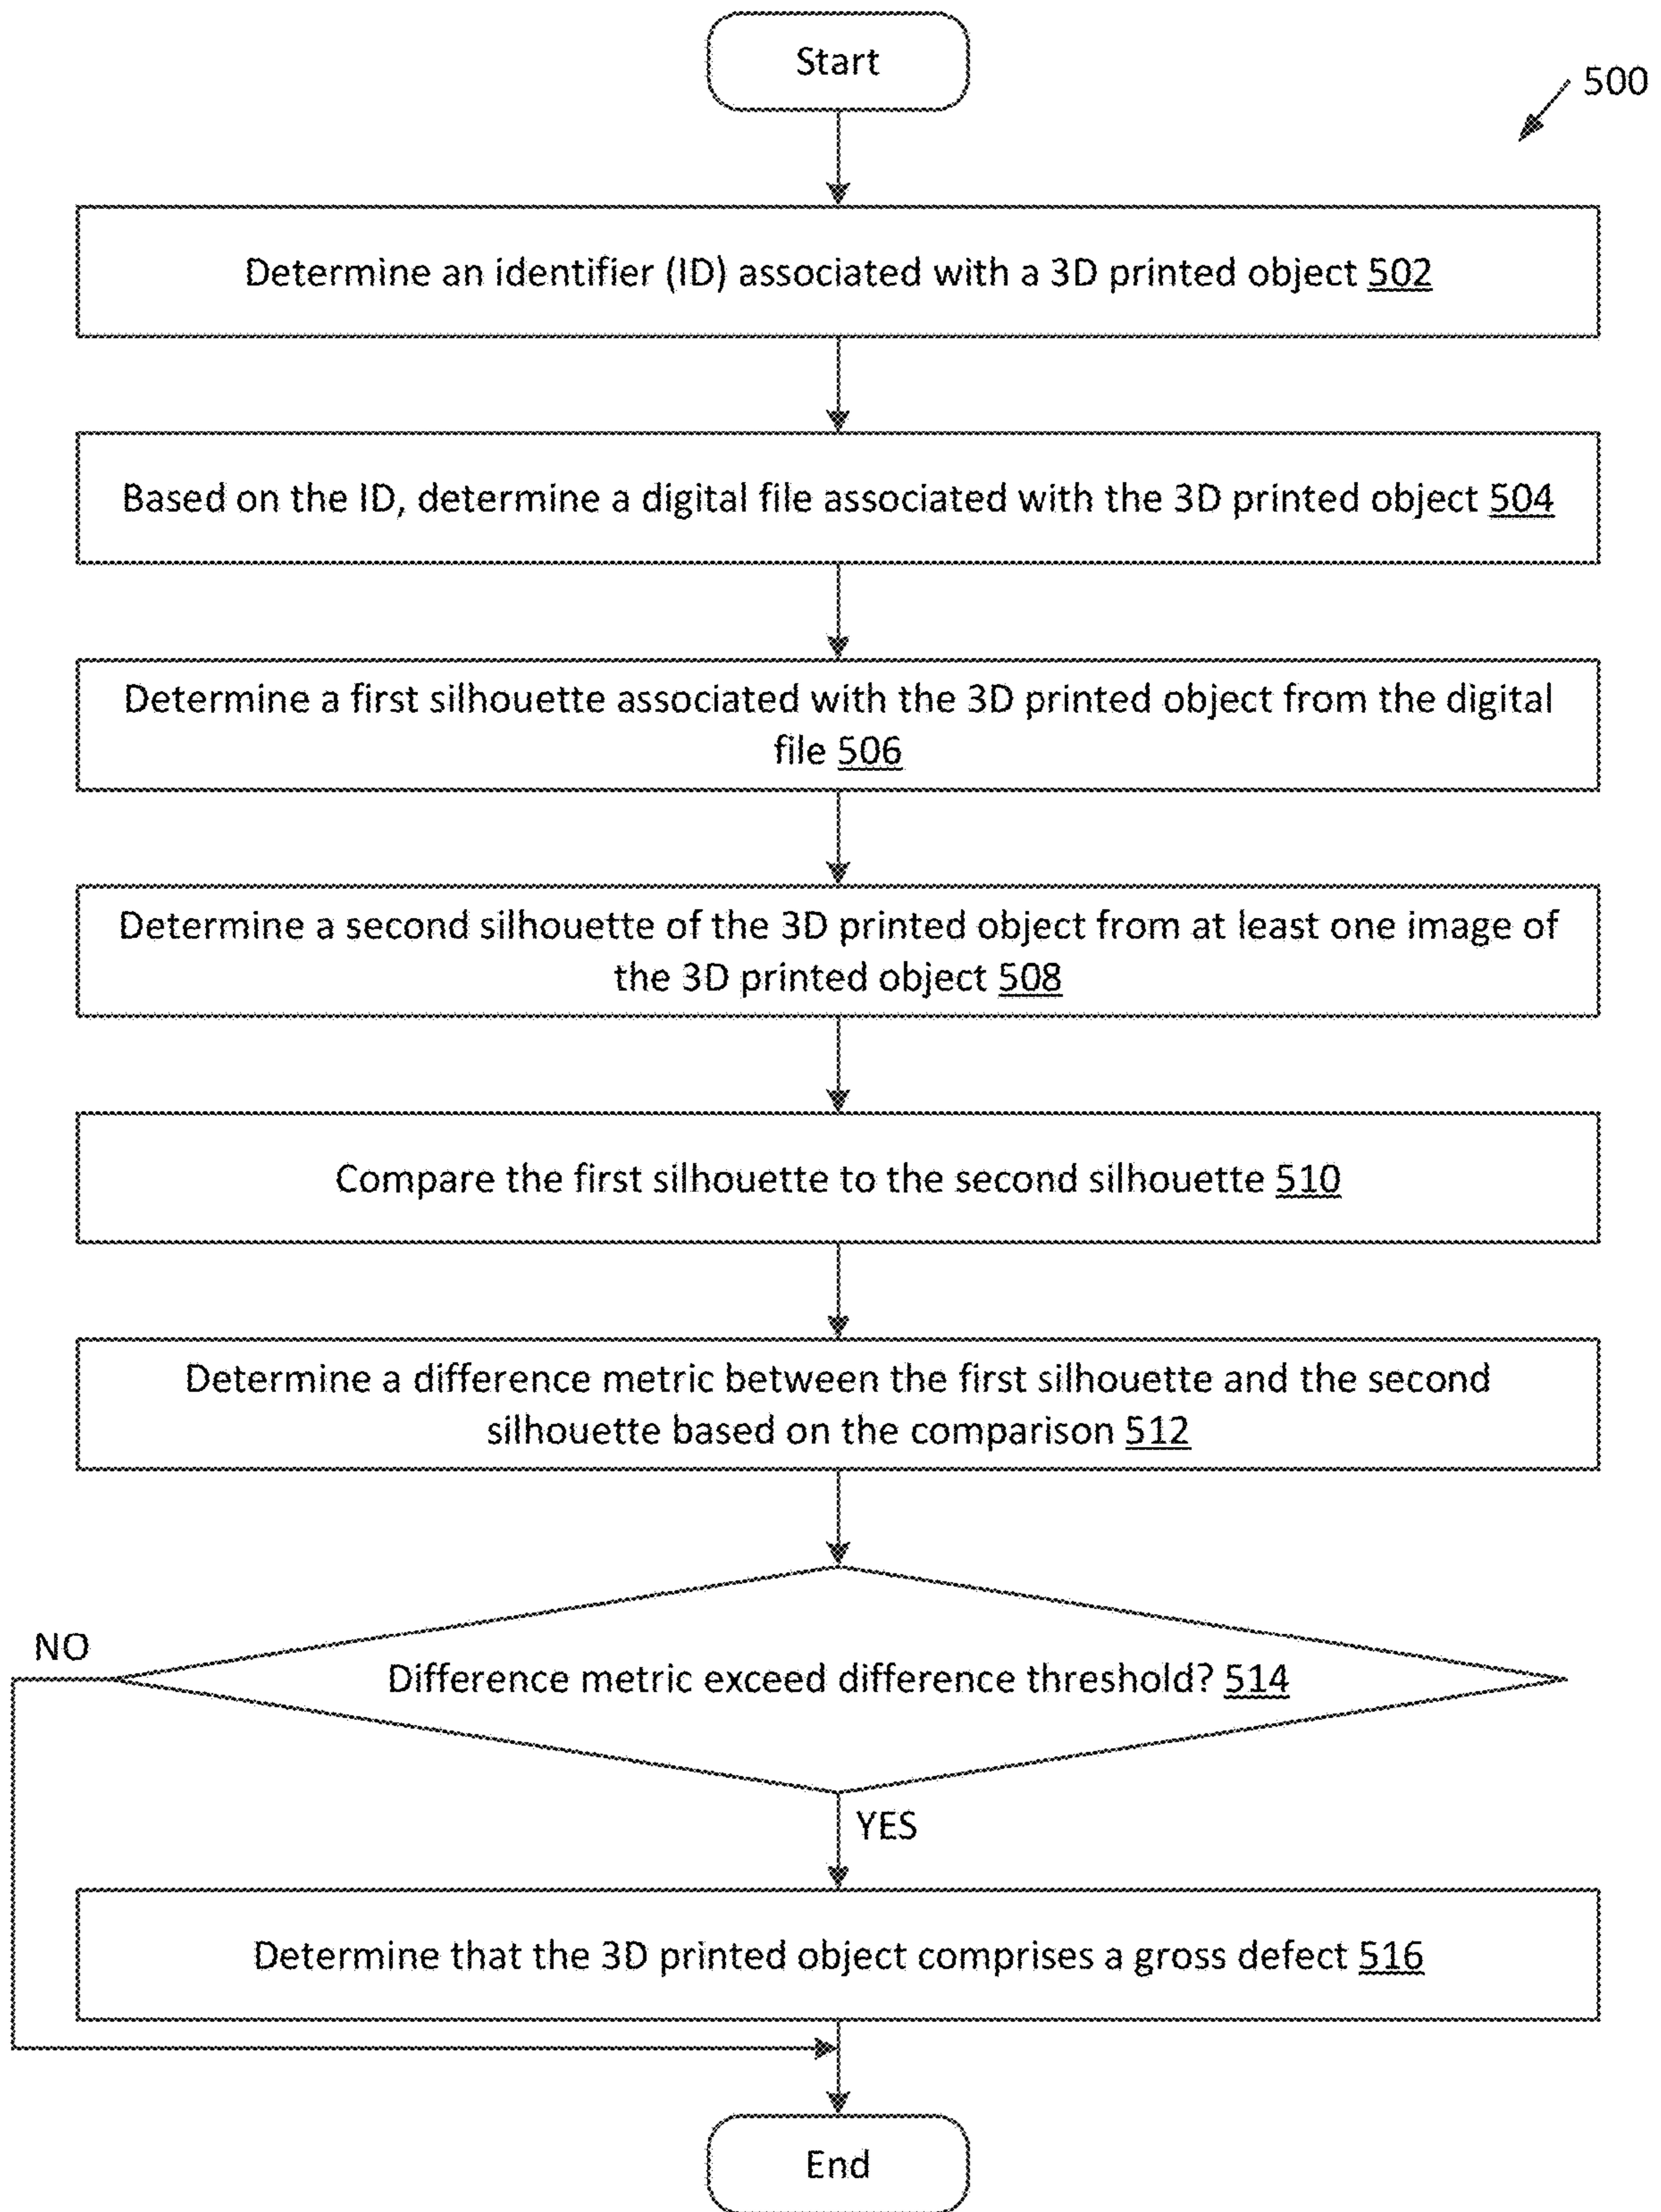 Start
500
Determine an identifier (ID) associated with a 3D printed object 502
Based on the ID, determine a digital file associated with the 3D printed object 504
Determine a first silhouette associated with the 3D printed object from the digital
file 506
Determine a second silhouette of the 3D printed object from at least one image of
the 3D printed object 508
Compare the first silhouette to the second silhouette 510
Determine a difference metric between the first silhouette and the second
silhouette based on the comparison 512
NO
Difference metric exceed difference threshold? 514
YES
Determine that the 3D printed object comprises a gross defect 516
End